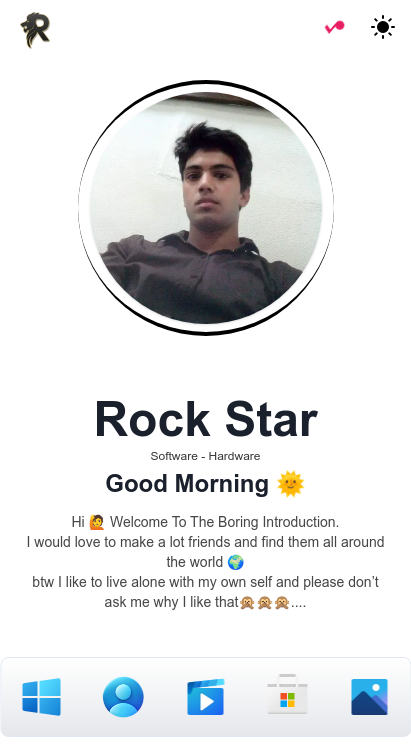 R
Rock Star
Software - Hardware
Good Morning 🌞
Hi 🙋 Welcome To The Boring Introduction.
I would love to make a lot friends and find them all around
the world 🌍
btw I like to live alone with my own self and please don't
ask me why I like that🙊🙊🙊....